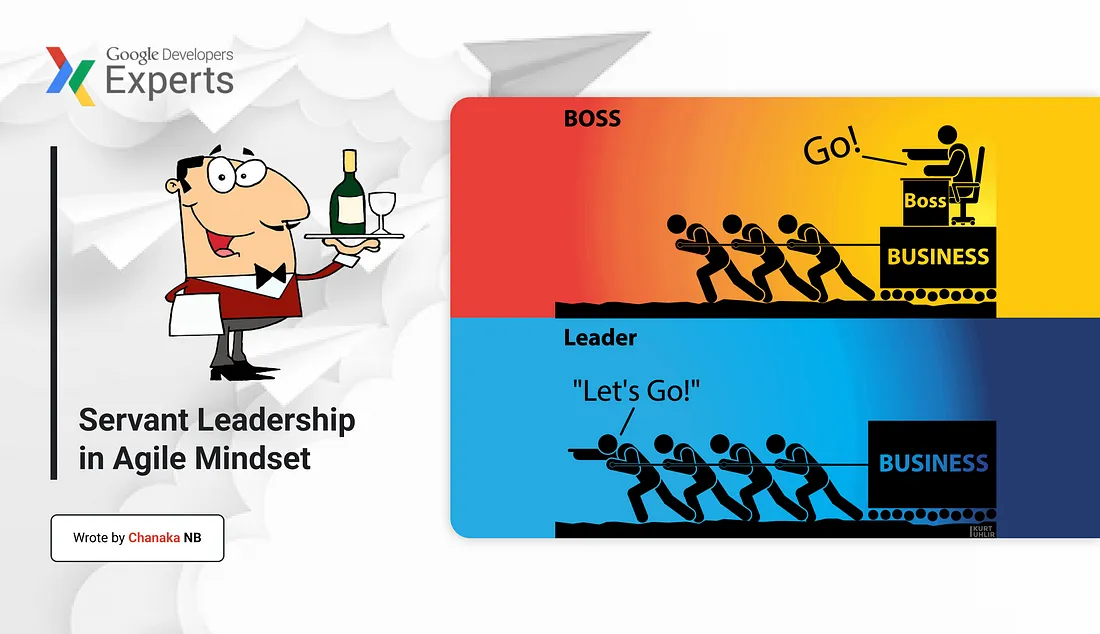 Google Developers
Experts
Servant Leadership
in Agile Mindset
Wrote by Chanaka NB
BOSS
Go!
Boss
BUSINESS
Leader
"Let's Go!"
BUSINESS
KURT
UHLIR